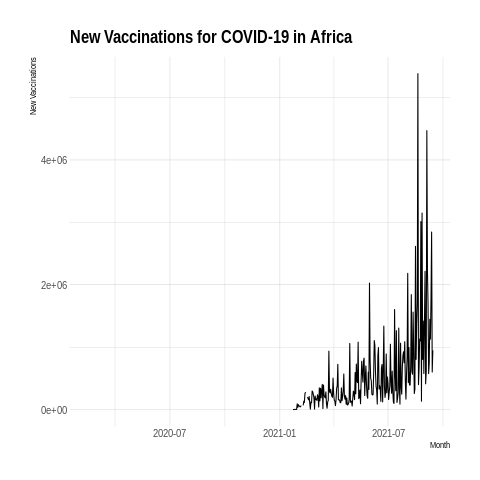 New Vaccinations for COVID-19 in Africa
New Vaccinations
4e+06
2e+06
0e+00
2020-07 2021-01 2021-07
Month